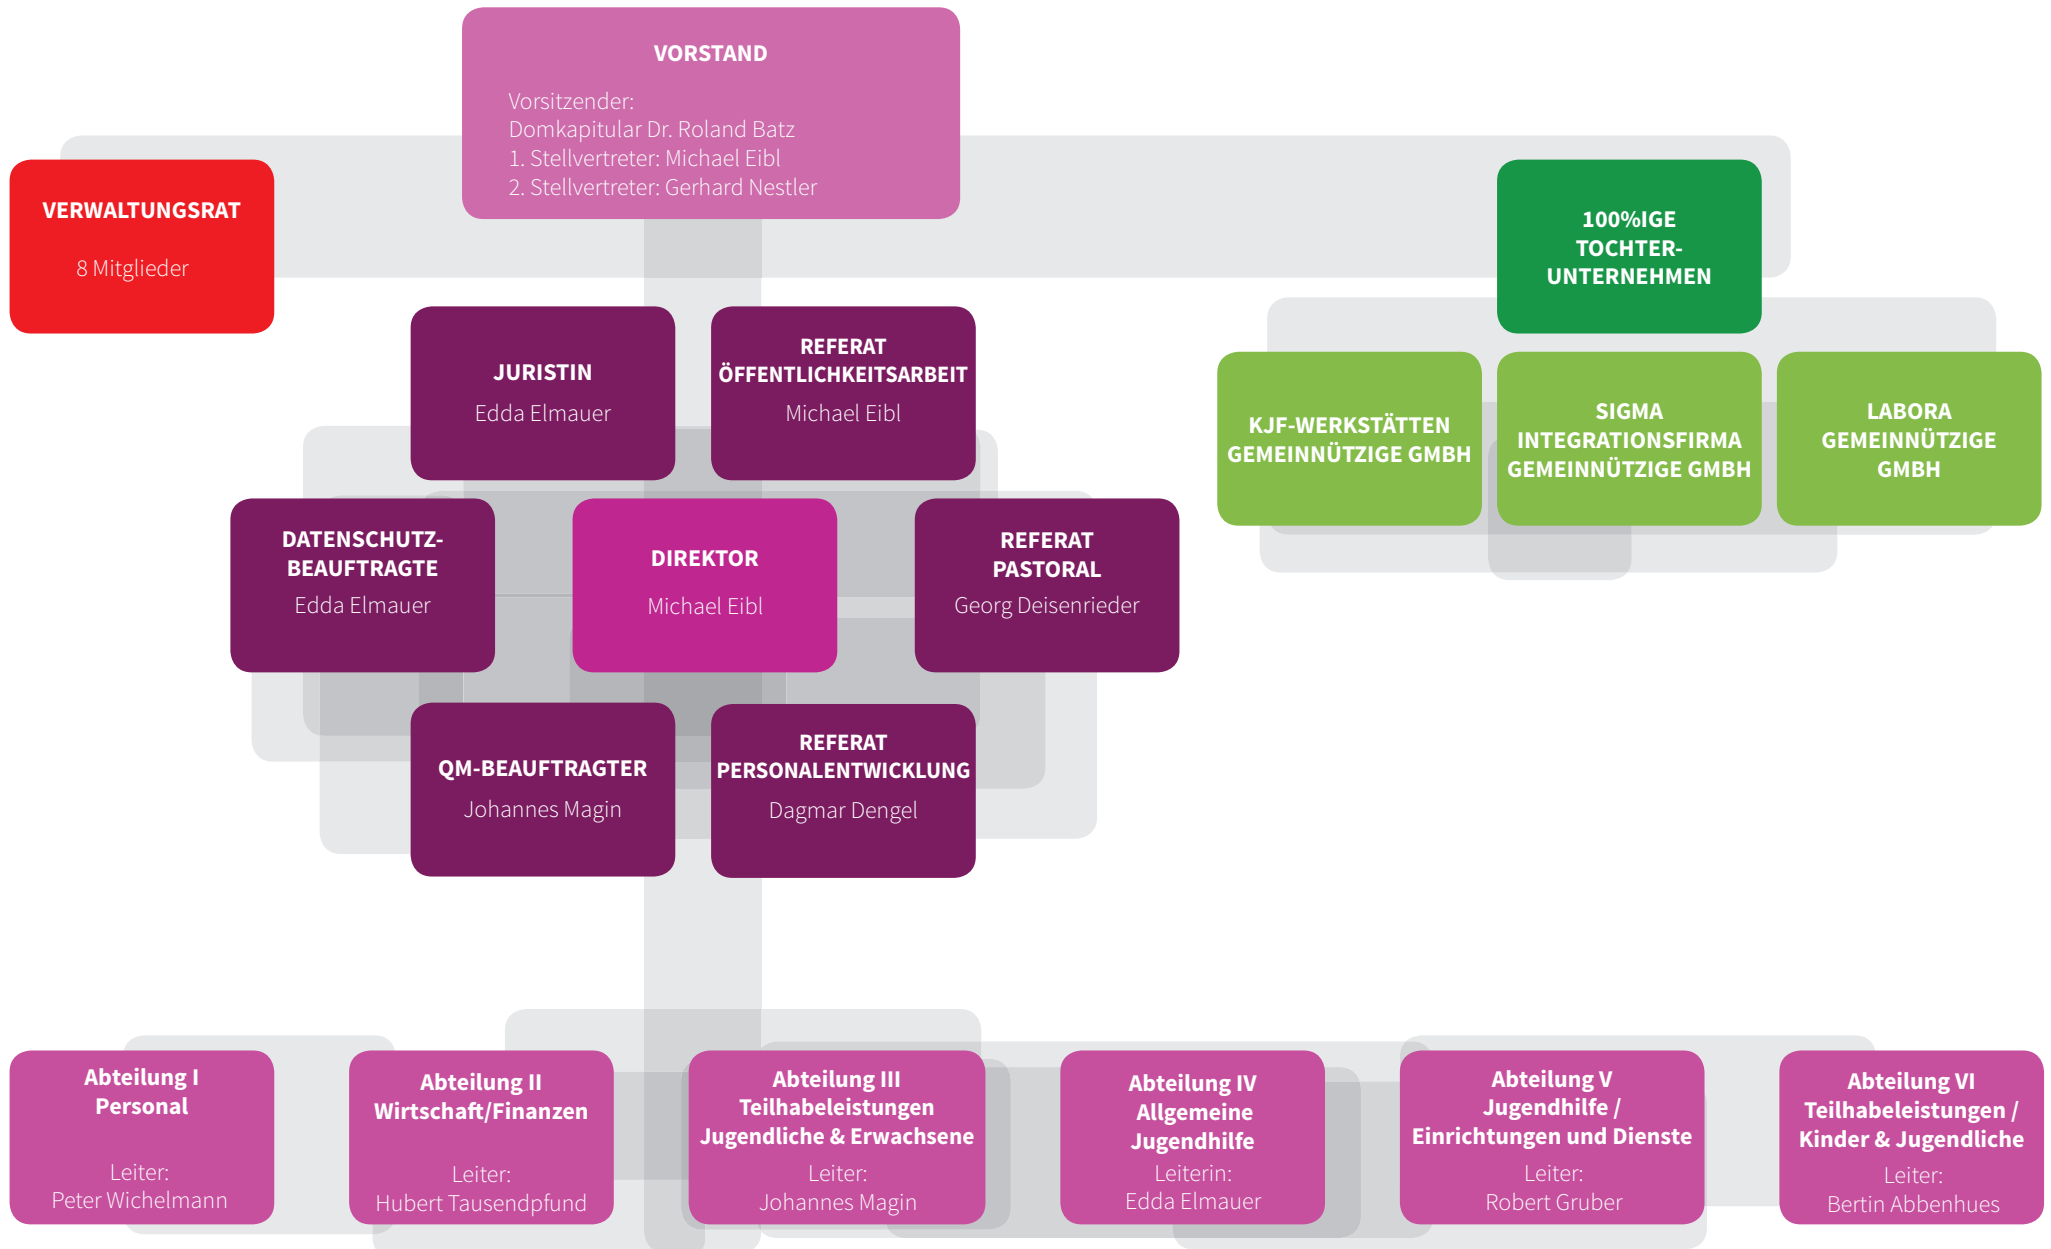 VORSTAND
Vorsitzender:
Domkapitular Dr. Roland Batz
1. Stellvertreter: Michael Eibl
2. Stellvertreter: Gerhard Nestler
VERWALTUNGSRAT
8 Mitglieder
100%IGE
TOCHTER-
UNTERNEHMEN
JURISTIN
Edda Elmauer
REFERAT
ÖFFENTLICHKEITSARBEIT
Michael Eibl
KJF-WERKSTÄTTEN
GEMEINNÜTZIGE GMBH
SIGMA
INTEGRATIONSFIRMA
GEMEINNÜTZIGE GMBH
LABORA
GEMEINNÜTZIGE
GMBH
DATENSCHUTZ-
BEAUFTRAGTE
Edda Elmauer
DIREKTOR
Michael Eibl
REFERAT
PASTORAL
Georg Deisenrieder
QM-BEAUFTRAGTER
Johannes Magin
REFERAT
PERSONALENTWICKLUNG
Dagmar Dengel
Abteilung I
Personal
Leiter:
Peter Wichelmann
Abteilung II
Wirtschaft/Finanzen
Leiter:
Hubert Tausendpfund
Abteilung III
Teilhabeleistungen
Jugendliche & Erwachsene
Leiter:
Johannes Magin
Abteilung IV
Allgemeine
Jugendhilfe
Leiterin:
Edda Elmauer
Abteilung V
Jugendhilfe /
Einrichtungen und Dienste
Leiter:
Robert Gruber
Abteilung VI
Teilhabeleistungen /
Kinder & Jugendliche
Leiter:
Bertin Abbenhues